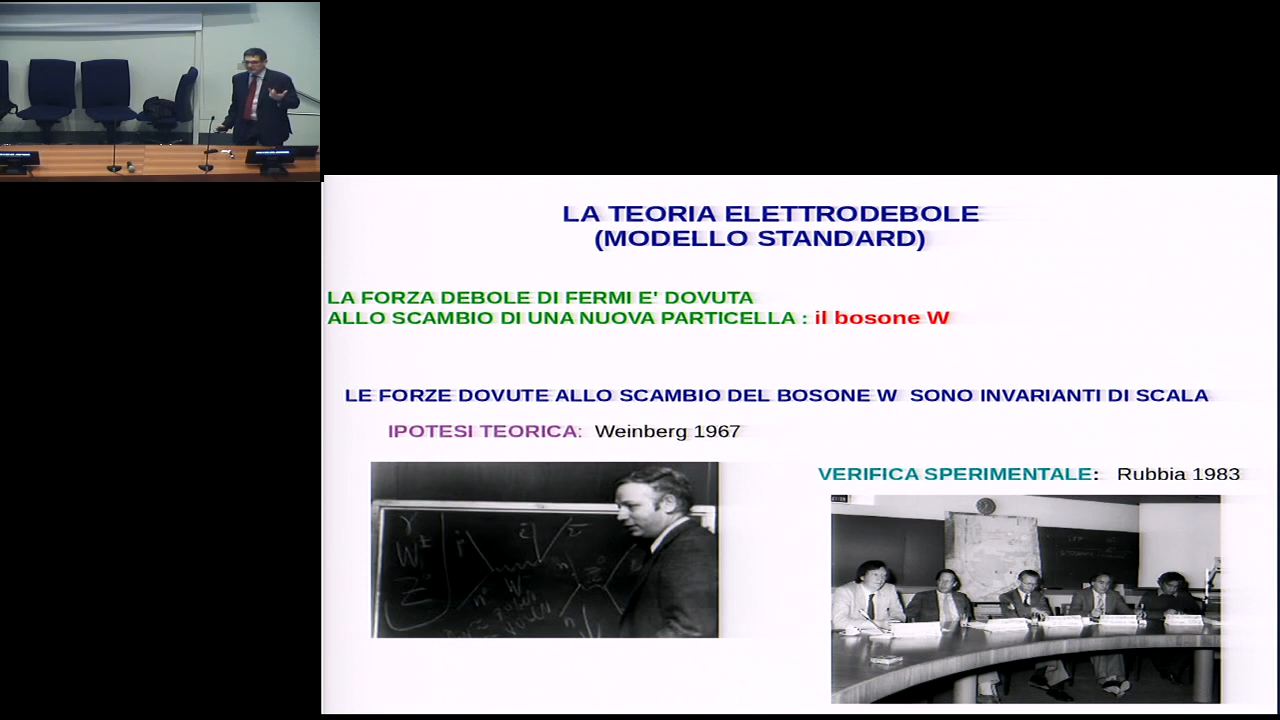 LA TEORIA ELETTRODEBOLE
(MODELLO STANDARD)
LA FORZA DEBOLE DI FERMI E' DOVUTA
ALLO SCAMBIO DI UNA NUOVA PARTICELLA : il bosone W
LE FORZE DOVUTE ALLO SCAMBIO DEL BOSONE W SONO INVARIANTI DI SCALA
IPOTESI TEORICA: Weinberg 1967
VERIFICA SPERIMENTALE: Rubbia 1983
γ
W±
Z°